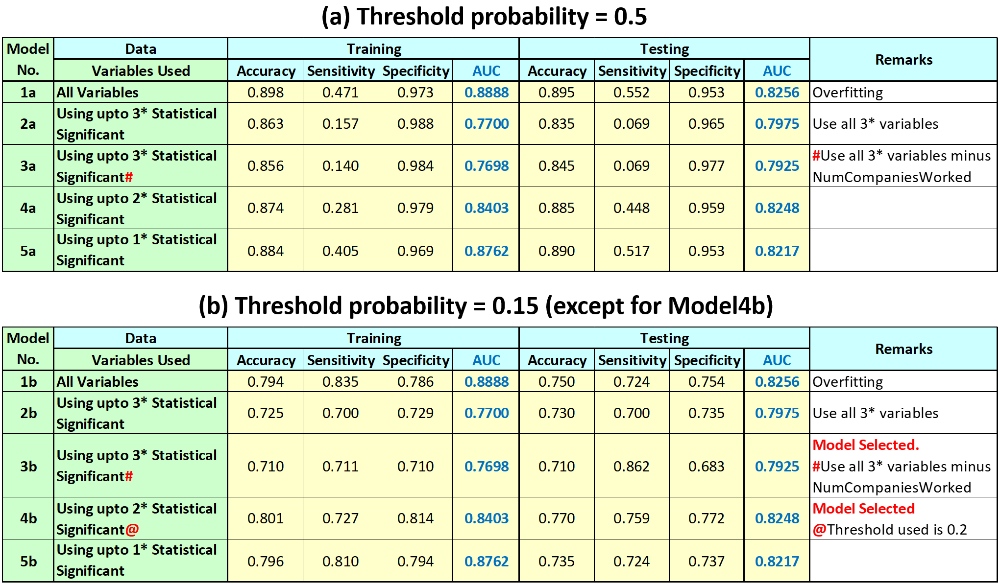 (a) Threshold probability = 0.5
Model No. Data Training Testing Remarks
Variables Used Accuracy Sensitivity Specificity AUC Accuracy Sensitivity Specificity AUC
1a All Variables 0.898 0.471 0.973 0.8888 0.895 0.552 0.953 0.8256 Overfitting
2a Using upto 3* Statistical Significant 0.863 0.157 0.988 0.7700 0.835 0.069 0.965 0.7975 Use all 3* variables
3a Using upto 3* Statistical Significant# 0.856 0.140 0.984 0.7698 0.845 0.069 0.977 0.7925 #Use all 3* variables minus NumCompaniesWorked
4a Using upto 2* Statistical Significant 0.874 0.281 0.979 0.8403 0.885 0.448 0.959 0.8248
5a Using upto 1* Statistical Significant 0.884 0.405 0.969 0.8762 0.890 0.517 0.953 0.8217
(b) Threshold probability = 0.15 (except for Model4b)
Model No. Data Training Testing Remarks
Variables Used Accuracy Sensitivity Specificity AUC Accuracy Sensitivity Specificity AUC
1b All Variables 0.794 0.835 0.786 0.8888 0.750 0.724 0.754 0.8256 Overfitting
2b Using upto 3* Statistical Significant 0.725 0.700 0.729 0.7700 0.730 0.700 0.735 0.7975 Use all 3* variables
3b Using upto 3* Statistical Significant# 0.710 0.711 0.710 0.7698 0.710 0.862 0.683 0.7925 Model Selected. #Use all 3* variables minus NumCompaniesWorked
4b Using upto 2* Statistical Significant@ 0.801 0.727 0.814 0.8403 0.770 0.759 0.772 0.8248 Model Selected @Threshold used is 0.2
5b Using upto 1* Statistical Significant 0.796 0.810 0.794 0.8762 0.735 0.724 0.737 0.8217